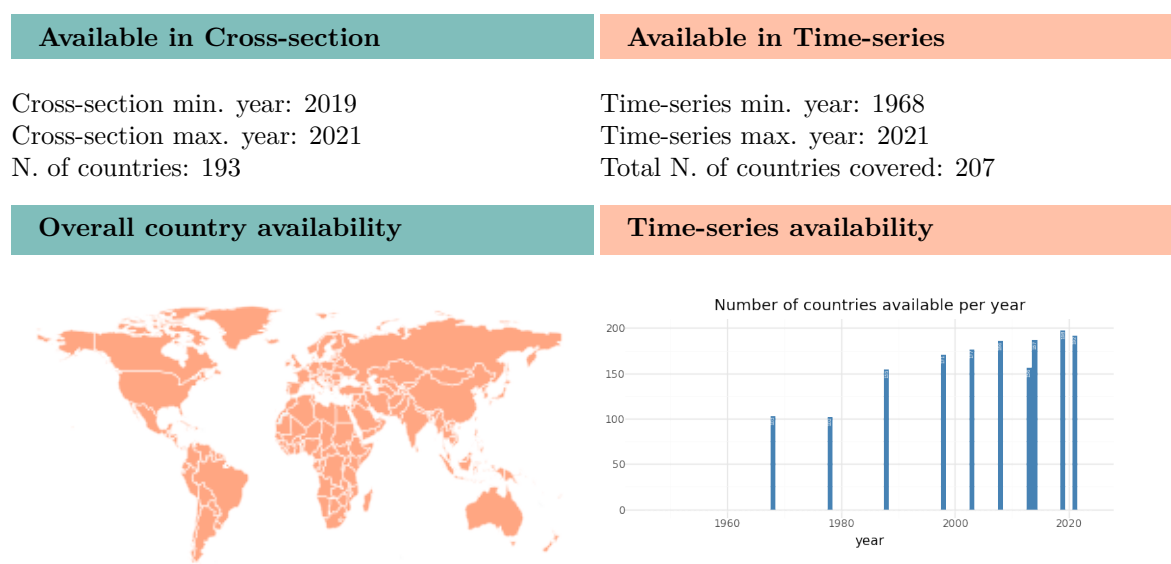 Available in Cross-section
Available in Time-series
Cross-section min. year: 2019
Cross-section max. year: 2021
N. of countries: 193
Time-series min. year: 1968
Time-series max. year: 2021
Total N. of countries covered: 207
Overall country availability
Time-series availability
Number of countries available per year
200
150
100
50
0
1960
1980
2000
2020
year